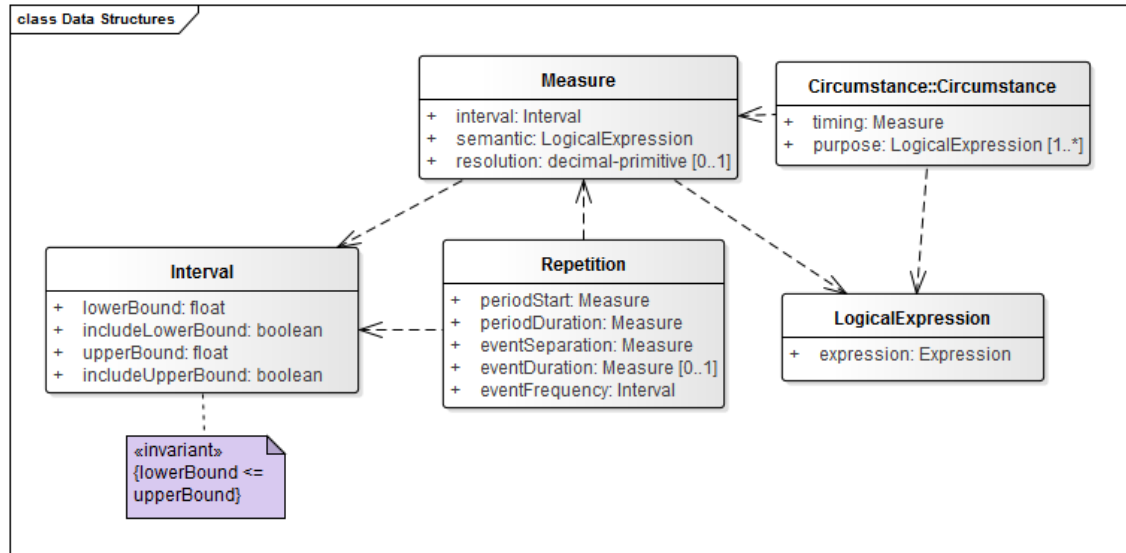 class Data Structures
Measure
+ interval: Interval
+ semantic: LogicalExpression
+ resolution: decimal-primitive [0..1]
Circumstance::Circumstance
+ timing: Measure
+ purpose: LogicalExpression [1..*]
Interval
+ lowerBound: float
+ includeLowerBound: boolean
+ upperBound: float
+ includeUpperBound: boolean
Repetition
+ periodStart: Measure
+ periodDuration: Measure
+ eventSeparation: Measure
+ eventDuration: Measure [0..1]
+ eventFrequency: Interval
LogicalExpression
+ expression: Expression
«invariant»
{lowerBound <=
upperBound}